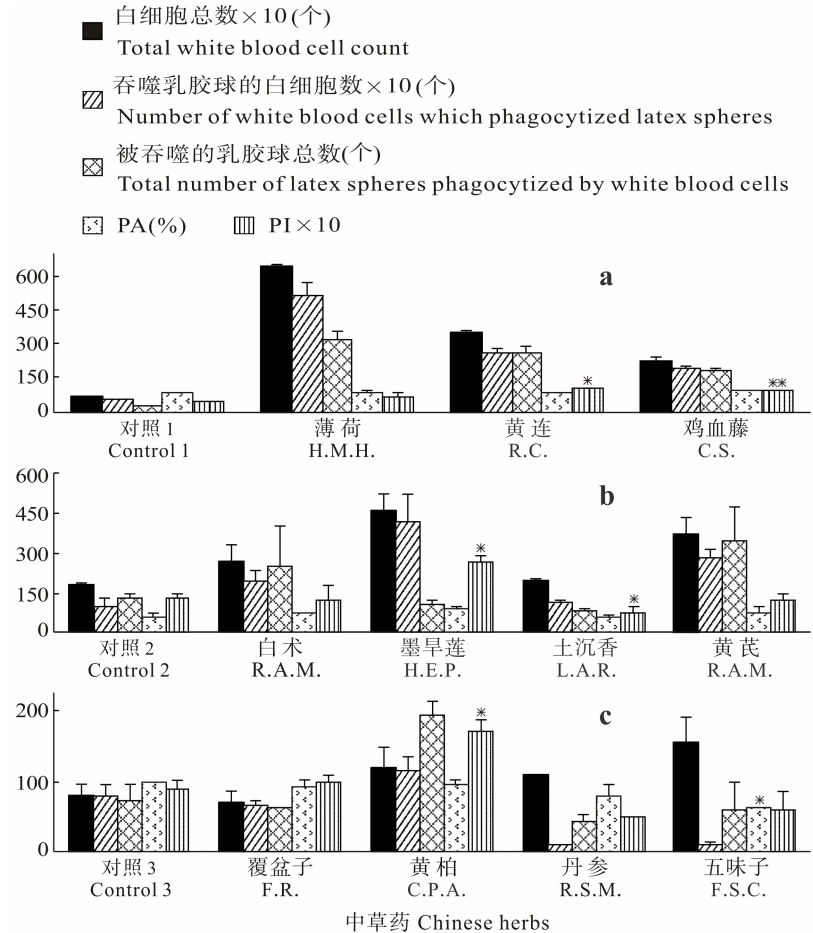 白细胞总数×10(个)
Total white blood cell count
吞噬乳胶球的白细胞数×10(个)
Number of white blood cells which phagocytized latex spheres
被吞噬的乳胶球总数(个)
Total number of latex spheres phagocytized by white blood cells
PA(%) PI×10
a
600
450
300
150
0
* **
对照1 薄荷 黄连 鸡血藤
Control 1 H.M.H. R.C. C.S.
b
600
450
300
150
0
* *
对照2 白术 墨旱莲 土沉香 黄芪
Control 2 R.A.M. H.E.P. L.A.R. R.A.M.
c
200
100
0
* *
对照3 覆盆子 黄柏 丹参 五味子
Control 3 F.R. C.P.A. R.S.M. F.S.C.
中草药 Chinese herbs